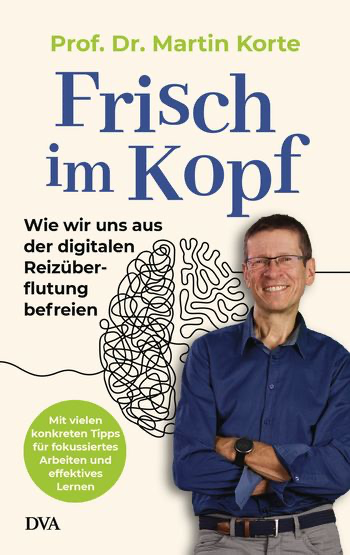 Prof. Dr. Martin Korte
Frisch
im Kopf
Wie wir uns aus
der digitalen
Reizüber-
flutung
befreien
Mit vielen
konkreten Tipps
für fokussiertes
Arbeiten und
effektives
Lernen
DVA